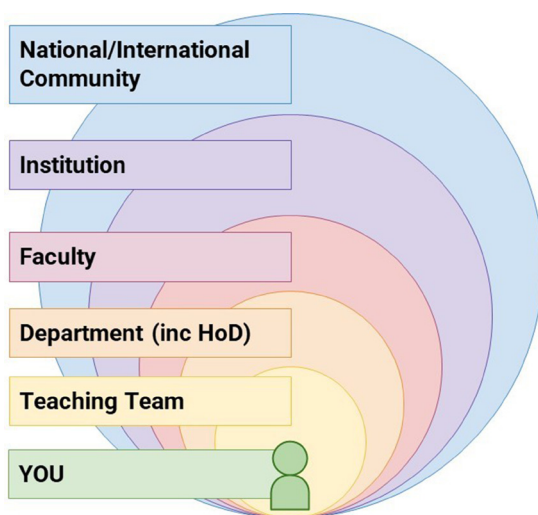 National/International
Community
Institution
Faculty
Department (inc HoD)
Teaching Team
YOU